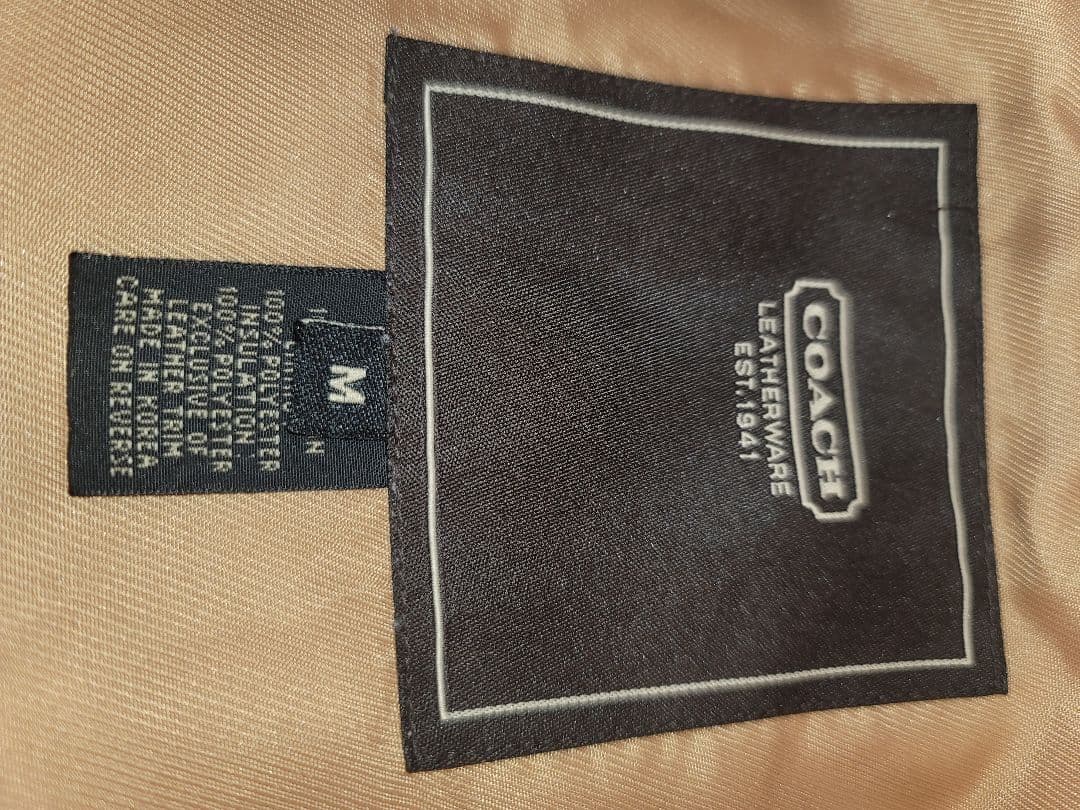 COACH
LEATHERWARE
EST. 1941
M
100% POLYESTER
INSULATION:
100% POLYESTER
EXCLUSIVE OF
LEATHER TRIM
MADE IN KOREA
CARE ON REVERSE